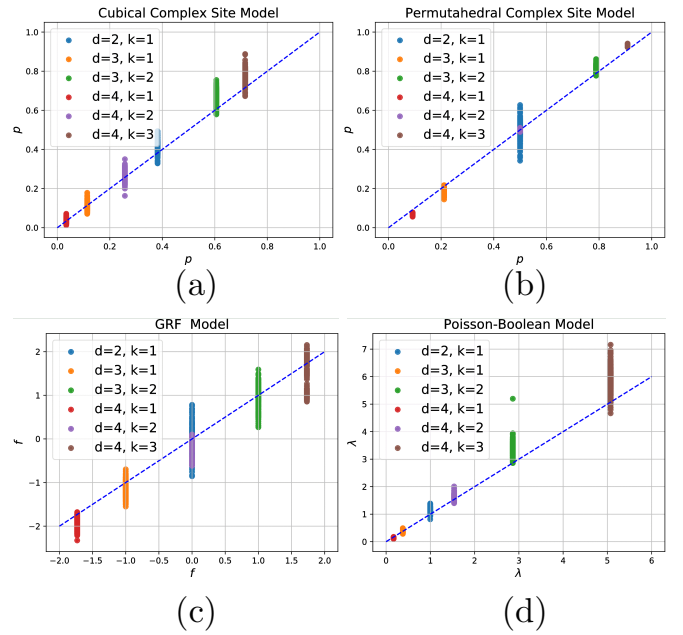 Cubical Complex Site Model
1.0
0.8
0.6
0.4
0.2
0.0
p
d=2, k=1
d=3, k=1
d=3, k=2
d=4, k=1
d=4, k=2
d=4, k=3
0.0 0.2 0.4 0.6 0.8 1.0
p
(a)
Permutahedral Complex Site Model
1.0
0.8
0.6
0.4
0.2
0.0
p
d=2, k=1
d=3, k=1
d=3, k=2
d=4, k=1
d=4, k=2
d=4, k=3
0.0 0.2 0.4 0.6 0.8 1.0
p
(b)
GRF Model
2
1
0
−1
−2
f
d=2, k=1
d=3, k=1
d=3, k=2
d=4, k=1
d=4, k=2
d=4, k=3
−2.0 −1.5 −1.0 −0.5 0.0 0.5 1.0 1.5 2.0
f
(c)
Poisson-Boolean Model
7
6
5
4
3
2
1
0
λ
d=2, k=1
d=3, k=1
d=3, k=2
d=4, k=1
d=4, k=2
d=4, k=3
0 1 2 3 4 5 6
λ
(d)